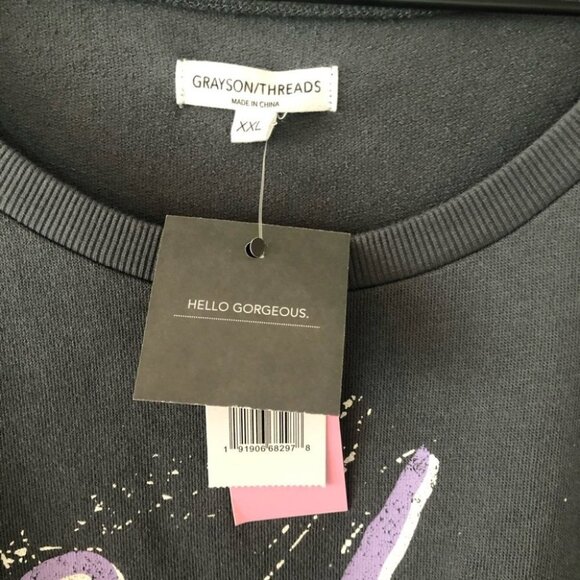 GRAYSON/THREADS
MADE IN CHINA
XXL
HELLO GORGEOUS.
1 91906 68297 8